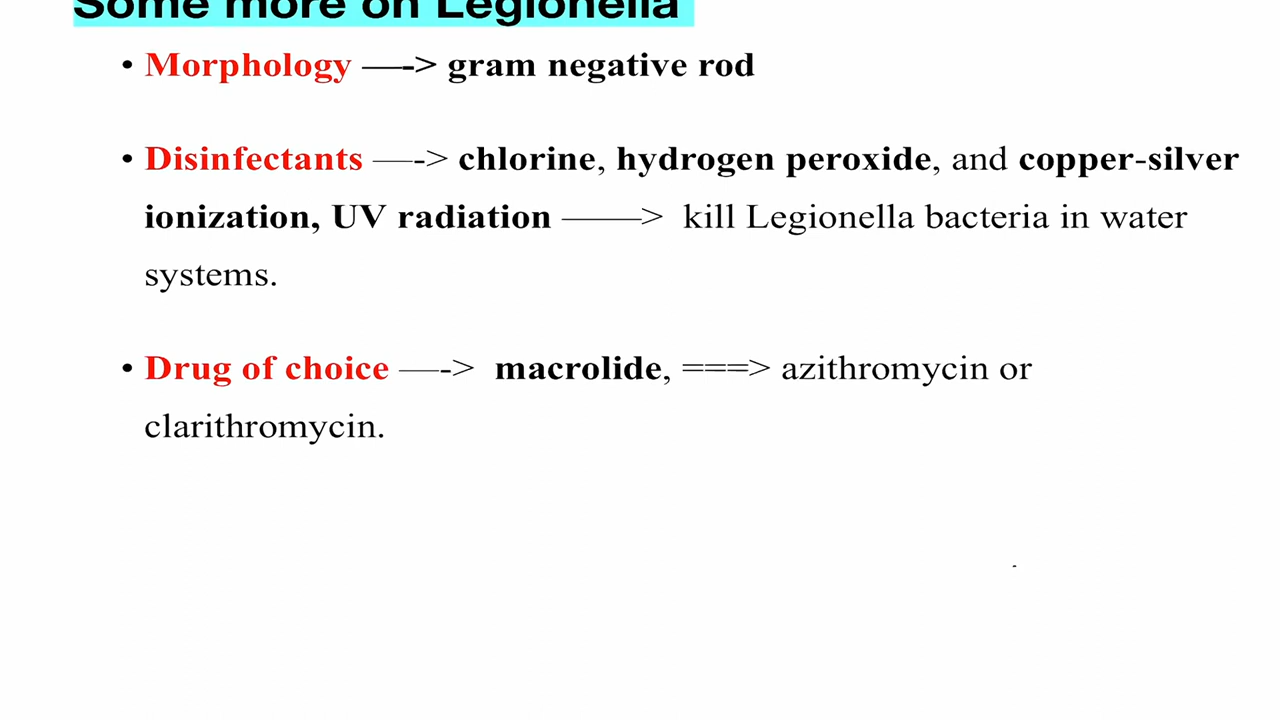 Some more on Legionella
• Morphology —-> gram negative rod
• Disinfectants —-> chlorine, hydrogen peroxide, and copper-silver
ionization, UV radiation ——> kill Legionella bacteria in water
systems.
• Drug of choice —-> macrolide, ===> azithromycin or
clarithromycin.